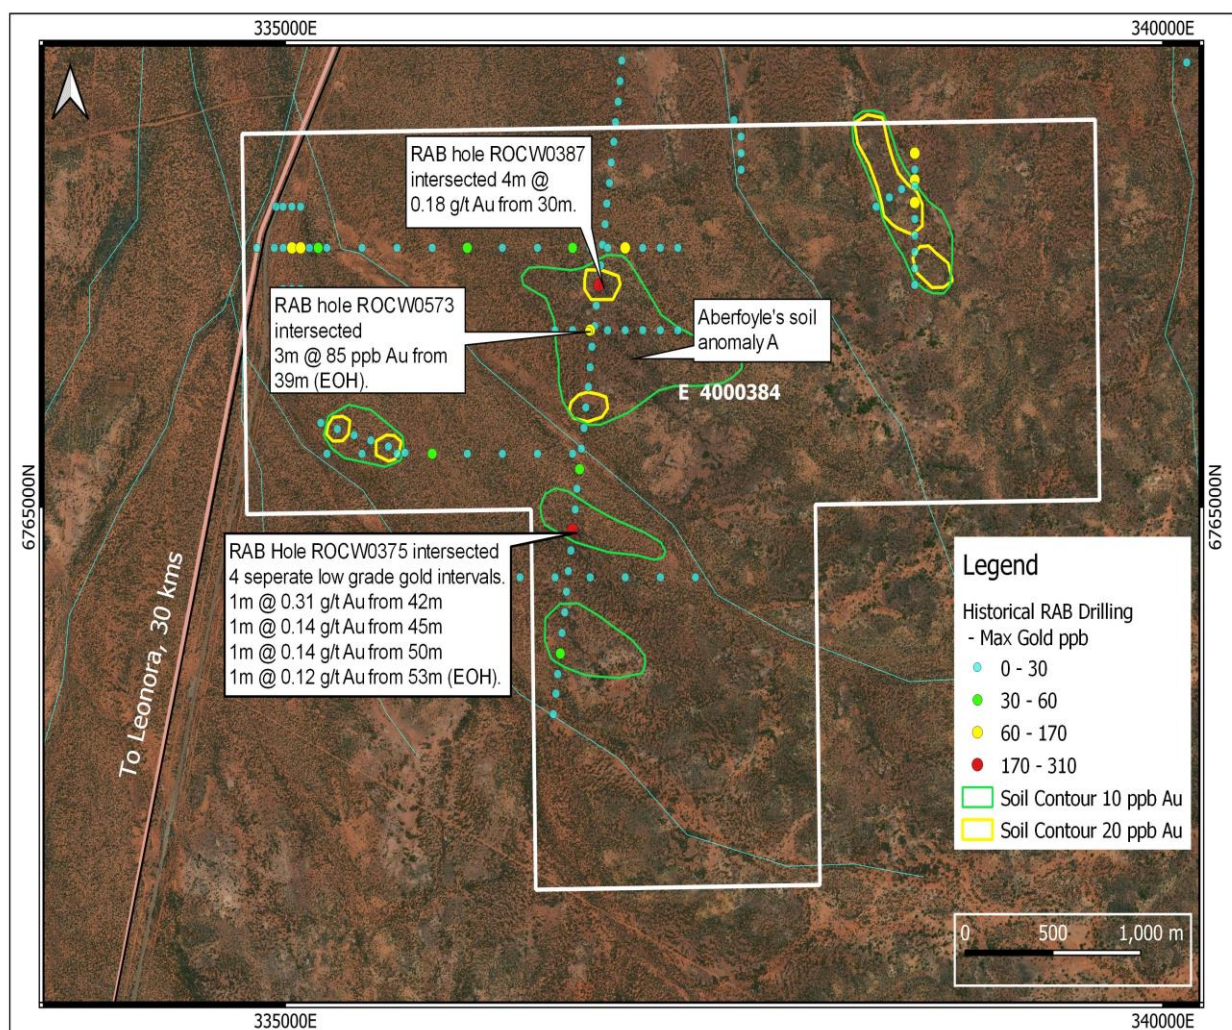 335000E
340000E
RAB hole ROCW0387
intersected 4m @
0.18 g/t Au from 30m.
RAB hole ROCW0573
intersected
3m @ 85 ppb Au from
39m (EOH).
Aberfoyle's soil
anomaly A
E 4000384
6765000N
6765000N
RAB Hole ROCW0375 intersected
4 seperate low grade gold intervals.
1m @ 0.31 g/t Au from 42m
1m @ 0.14 g/t Au from 45m
1m @ 0.14 g/t Au from 50m
1m @ 0.12 g/t Au from 53m (EOH).
To Leonora, 30 kms
Legend
Historical RAB Drilling
- Max Gold ppb
0 - 30
30 - 60
60 - 170
170 - 310
Soil Contour 10 ppb Au
Soil Contour 20 ppb Au
0 500 1,000 m
335000E
340000E